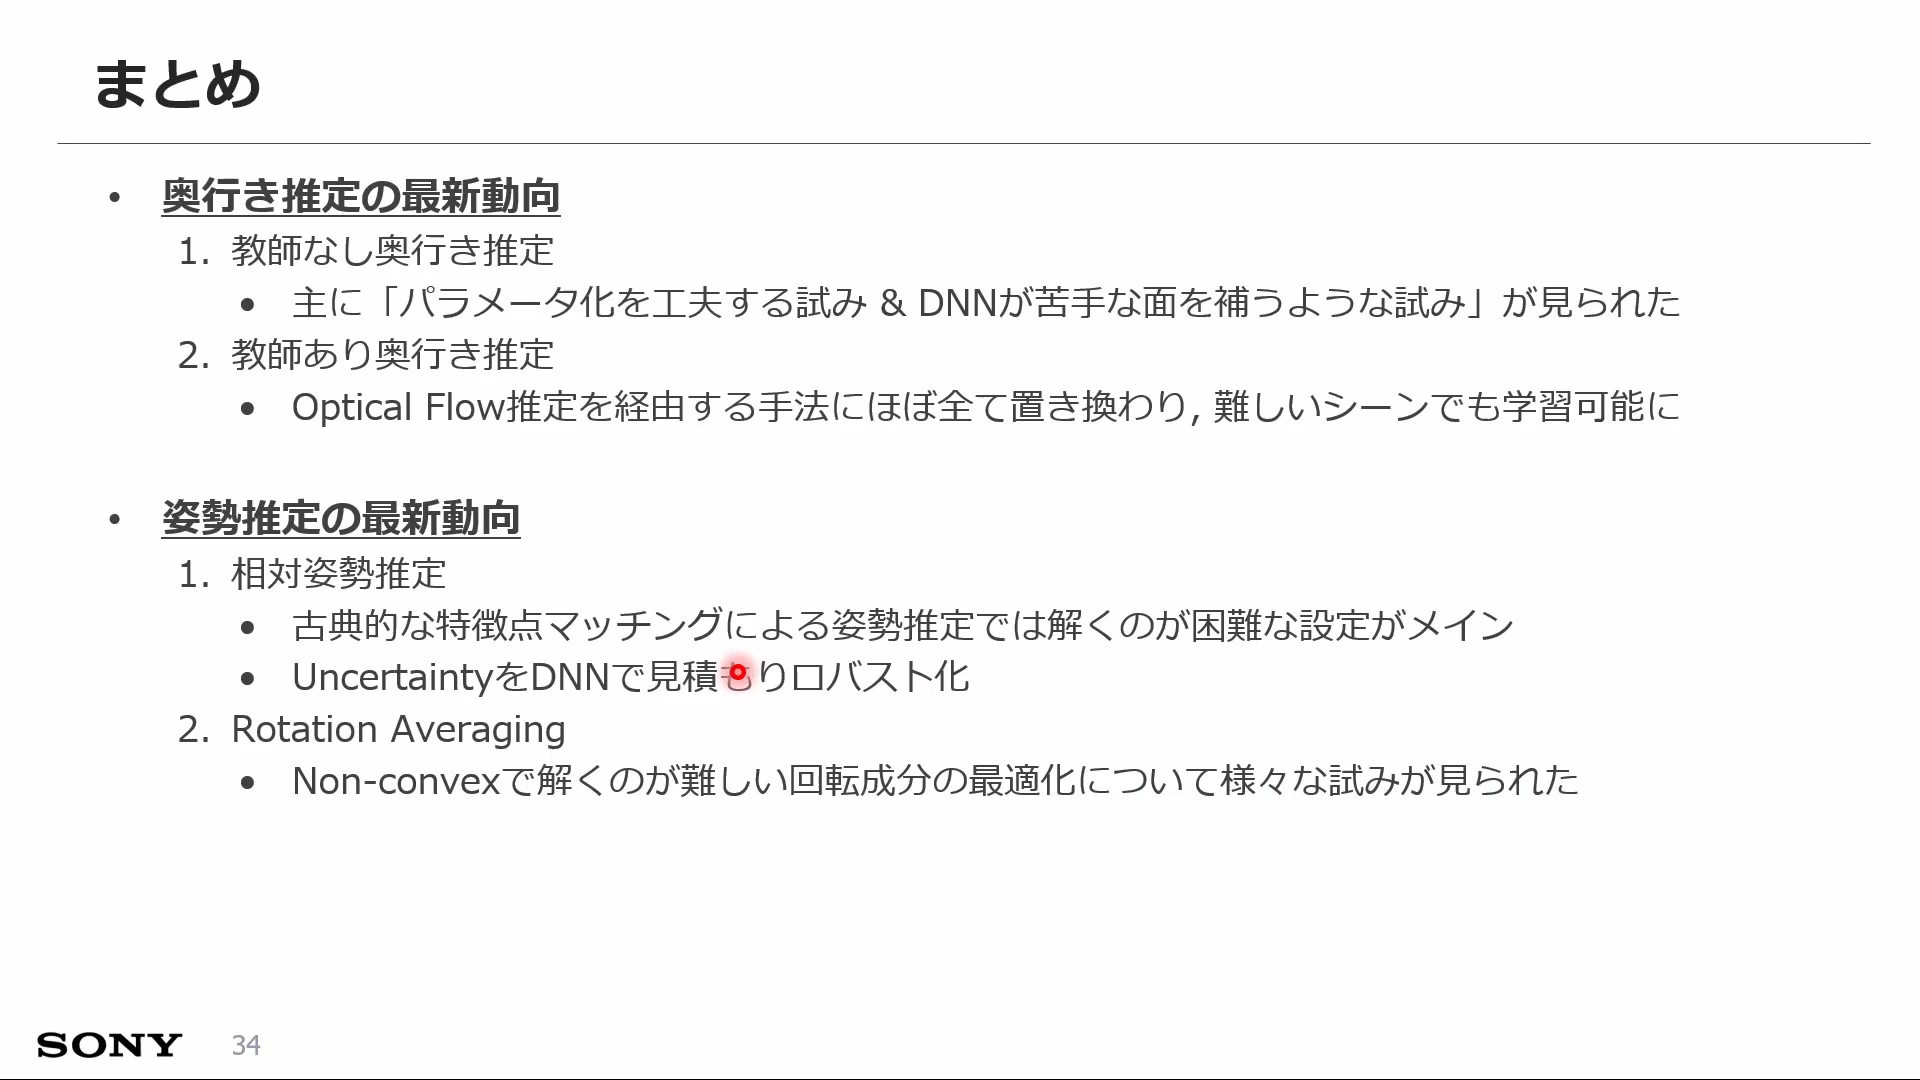 まとめ
• 奥行き推定の最新動向
1. 教師なし奥行き推定
• 主に「パラメータ化を工夫する試み & DNNが苦手な面を補うような試み」が見られた
2. 教師あり奥行き推定
• Optical Flow推定を経由する手法にほぼ全て置き換わり, 難しいシーンでも学習可能に
• 姿勢推定の最新動向
1. 相対姿勢推定
• 古典的な特徴点マッチングによる姿勢推定では解くのが困難な設定がメイン
• UncertaintyをDNNで見積もりロバスト化
2. Rotation Averaging
• Non-convexで解くのが難しい回転成分の最適化について様々な試みが見られた
SONY 34